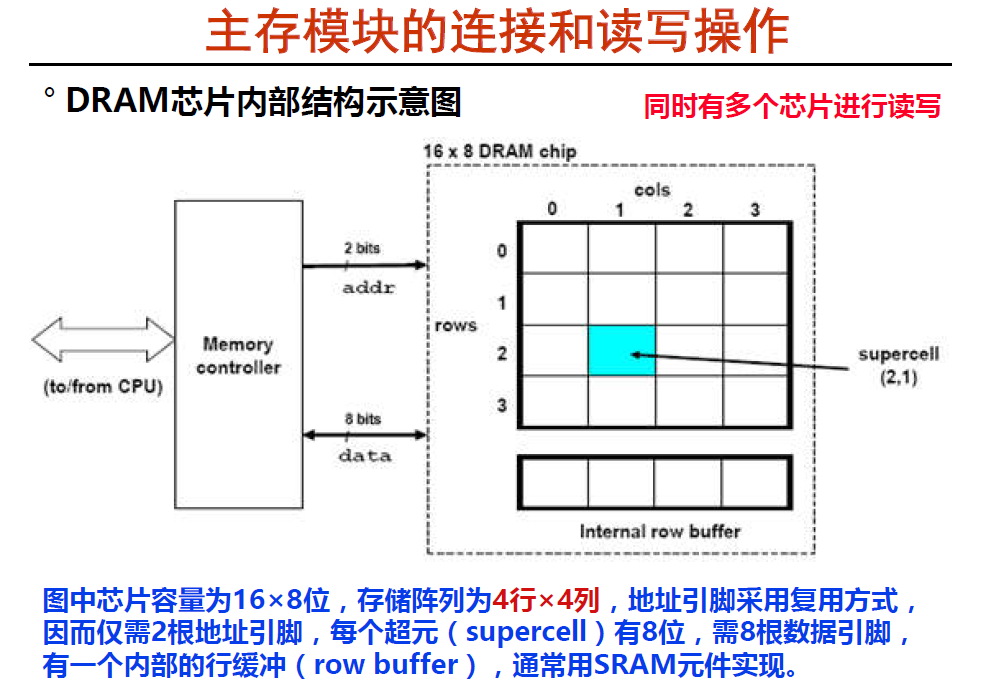 主存模块的连接和读写操作
° DRAM芯片内部结构示意图
同时有多个芯片进行读写
16 x 8 DRAM chip
cols
0 1 2 3
2 bits
addr
0
1
rows
2
3
Memory
controller
(to/from CPU)
supercell
(2,1)
8 bits
data
Internal row buffer
图中芯片容量为16×8位，存储阵列为4行×4列，地址引脚采用复用方式，
因而仅需2根地址引脚，每个超元（supercell）有8位，需8根数据引脚，
有一个内部的行缓冲（row buffer），通常用SRAM元件实现。